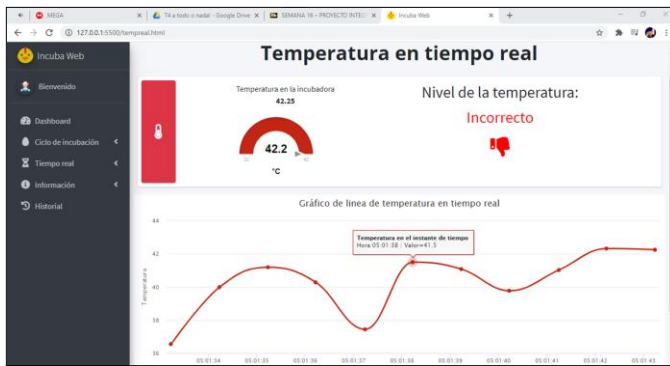 MEGA
T4 a todo o nada! - Google Drive
SEMANA 16 - PROYECTO INTEG
Incuba Web
127.0.0.1:5500/tempreal.html
Incuba Web
Bienvenido
Dashboard
Ciclo de incubación
Tiempo real
Información
Historial
Temperatura en tiempo real
Temperatura en la incubadora
42.25
42.2
°C
Nivel de la temperatura:
Incorrecto
Gráfico de linea de temperatura en tiempo real
Temperatura en el instante de tiempo
Hora 05:01:38 : Valor=41.5
Temperatura
44
42
40
38
36
05:01:34 05:01:35 05:01:36 05:01:37 05:01:38 05:01:39 05:01:40 05:01:41 05:01:42 05:01:43